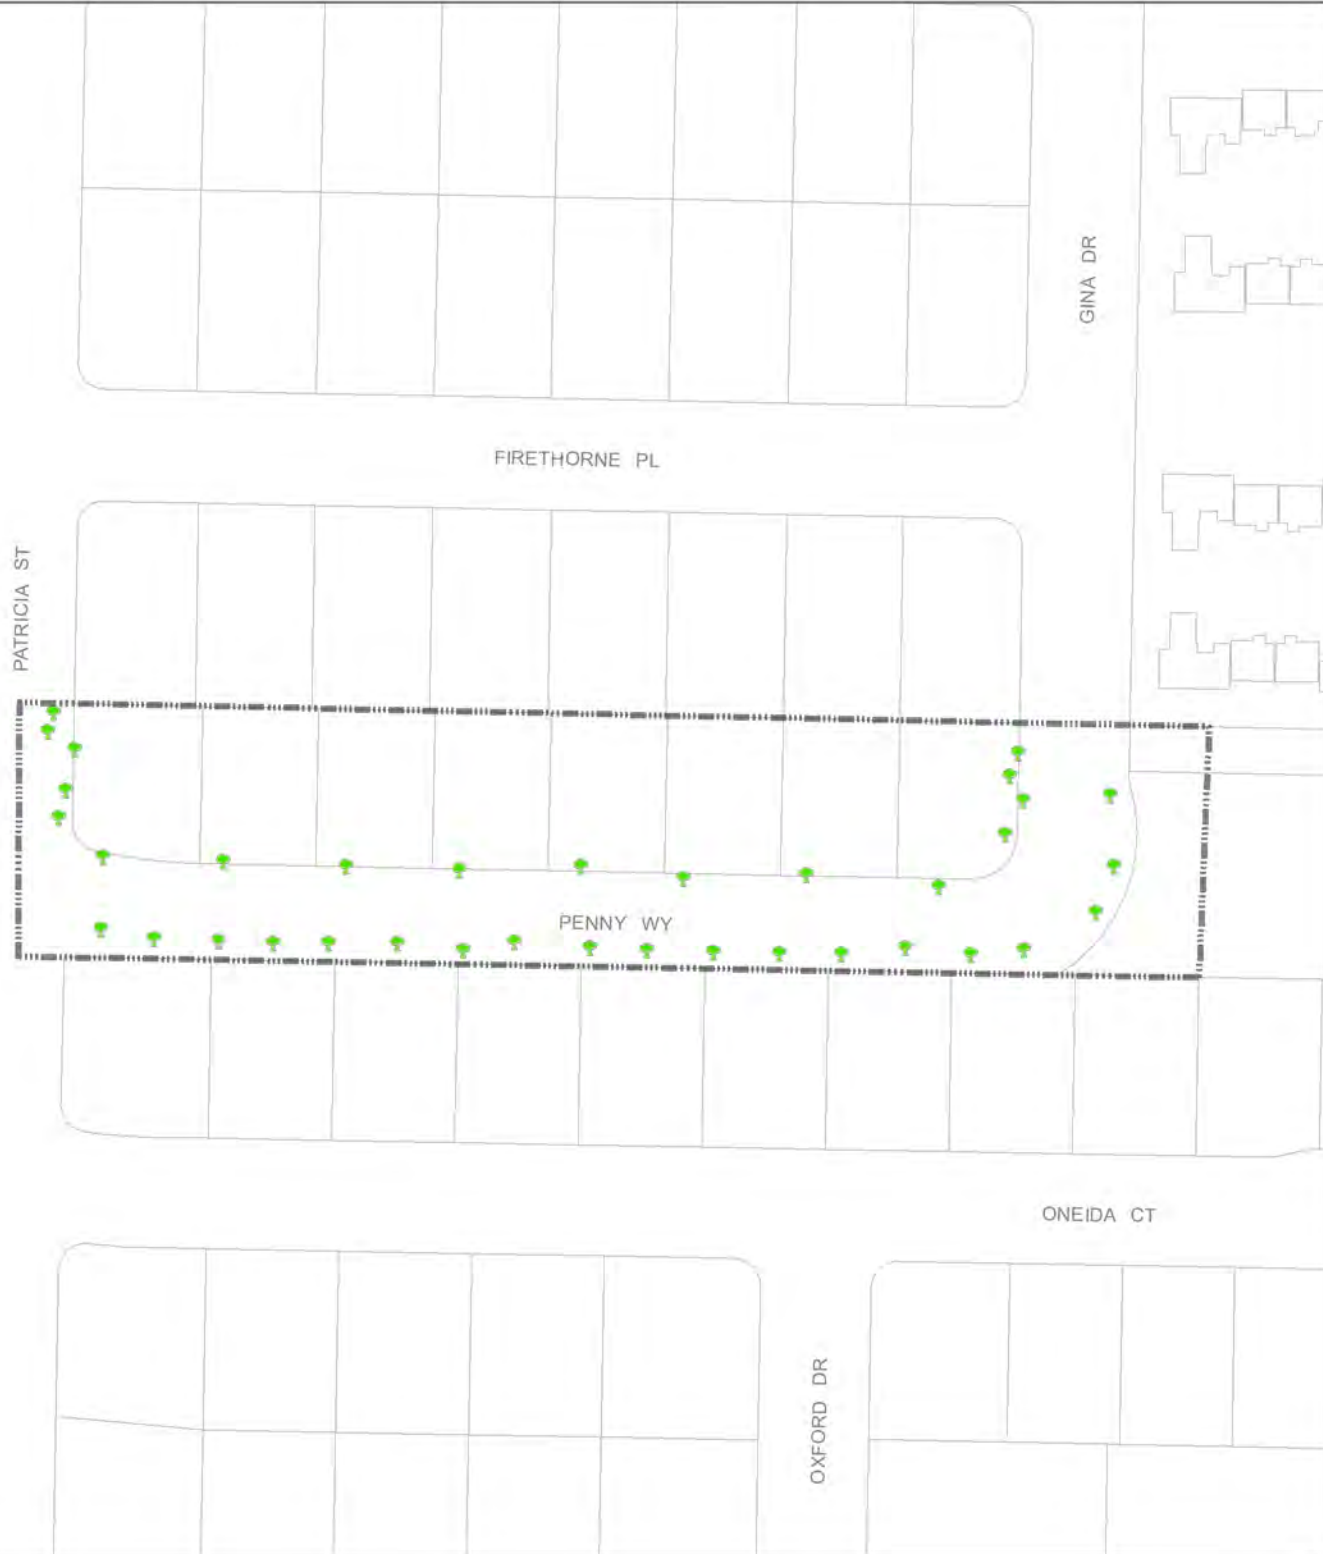 GINA DR
FIRETHORNE PL
PATRICIA ST
PENNY WY
ONEIDA CT
OXFORD DR